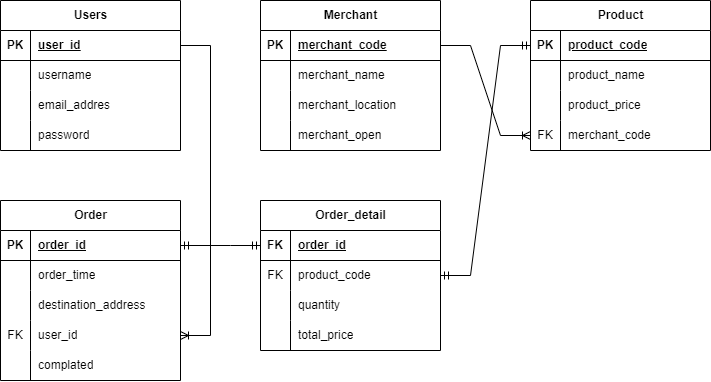 Users
PK user_id
username
email_addres
password
Merchant
PK merchant_code
merchant_name
merchant_location
merchant_open
Product
PK product_code
product_name
product_price
FK merchant_code
Order
PK order_id
order_time
destination_address
FK user_id
complated
Order_detail
FK order_id
FK product_code
quantity
total_price